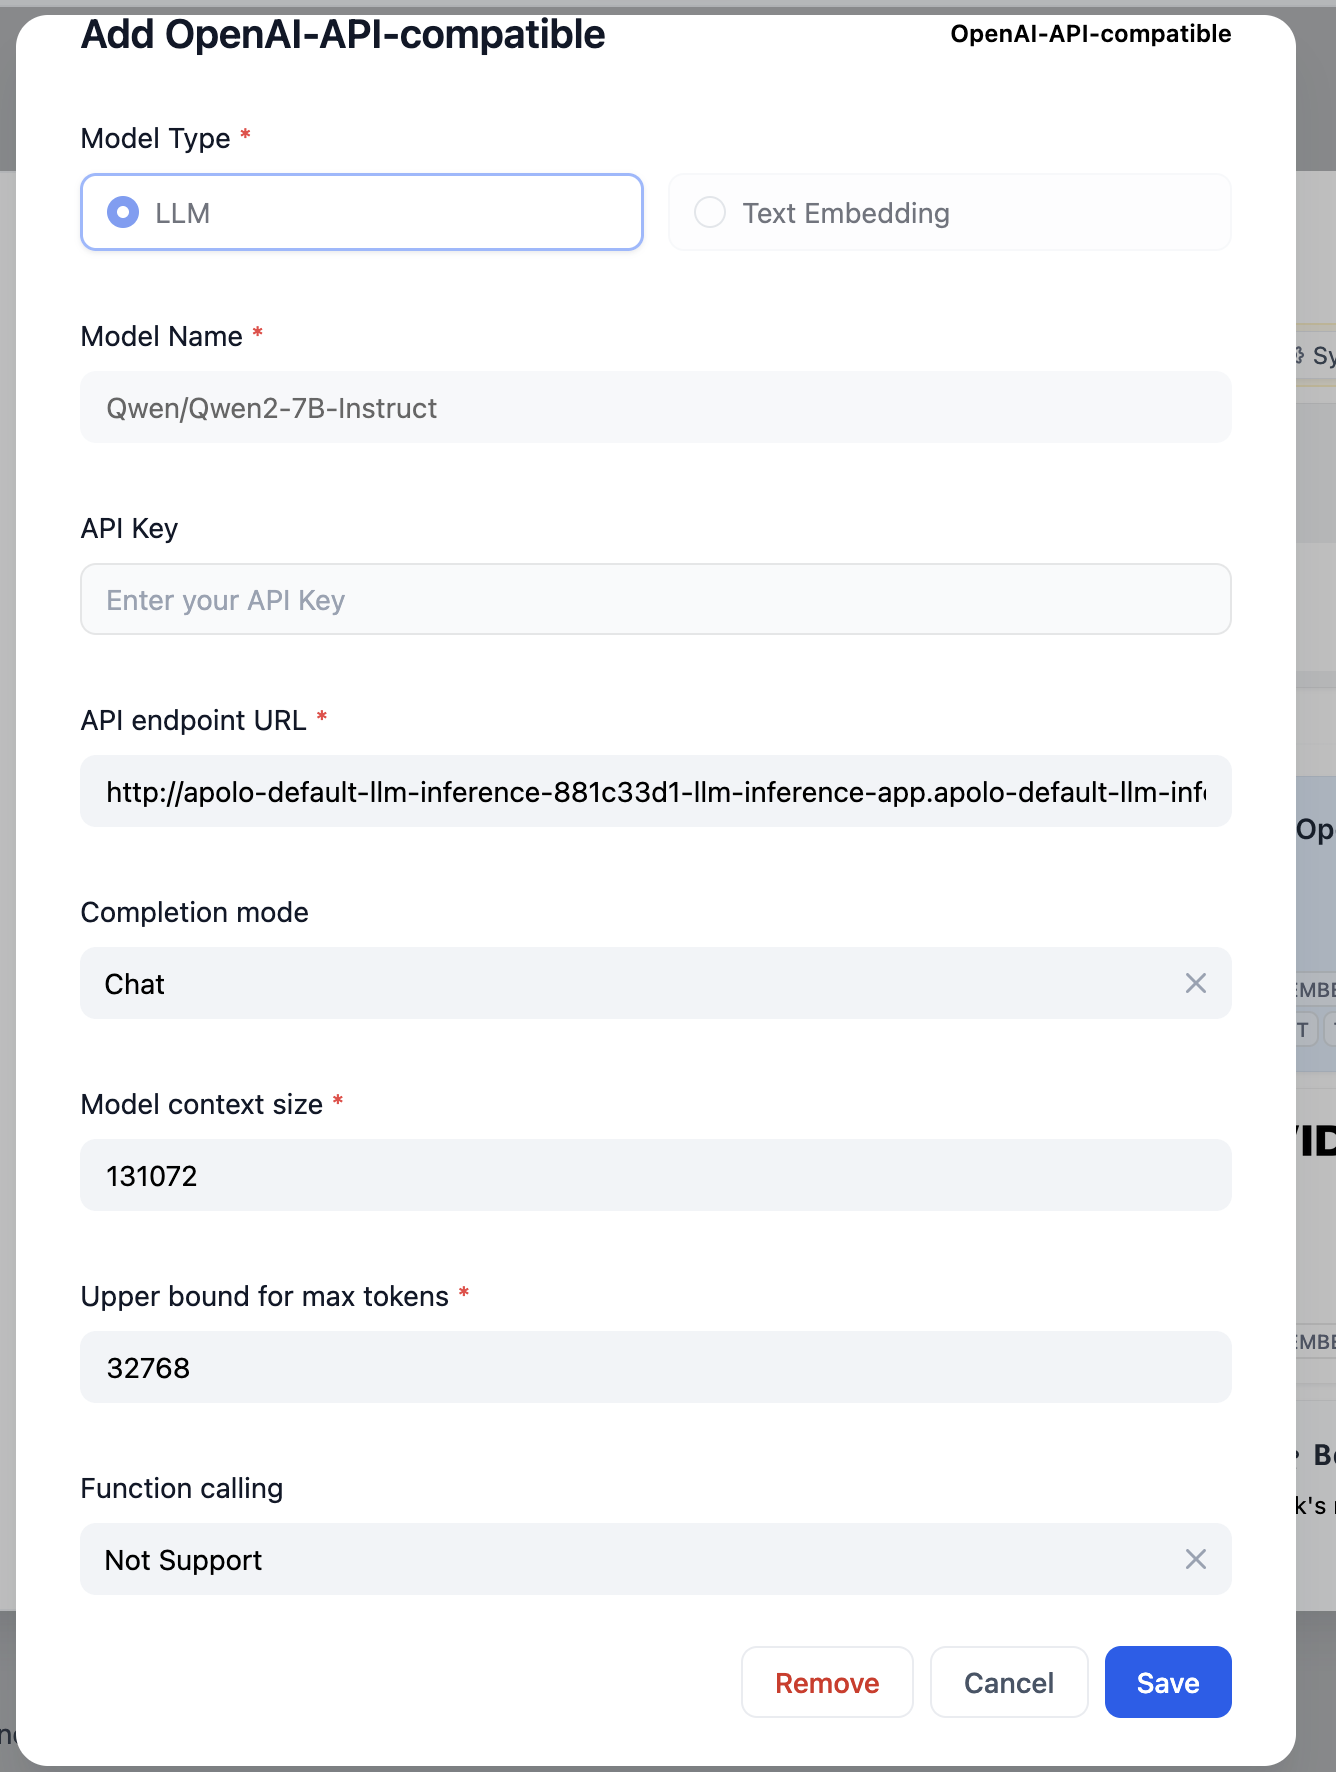 Add OpenAI-API-compatible
OpenAI-API-compatible
Model Type *
LLM
Text Embedding
Model Name *
Qwen/Qwen2-7B-Instruct
API Key
Enter your API Key
API endpoint URL *
http://apolo-default-llm-inference-881c33d1-llm-inference-app.apolo-default-llm-inf
Completion mode
Chat
Model context size *
131072
Upper bound for max tokens *
32768
Function calling
Not Support
Remove
Cancel
Save